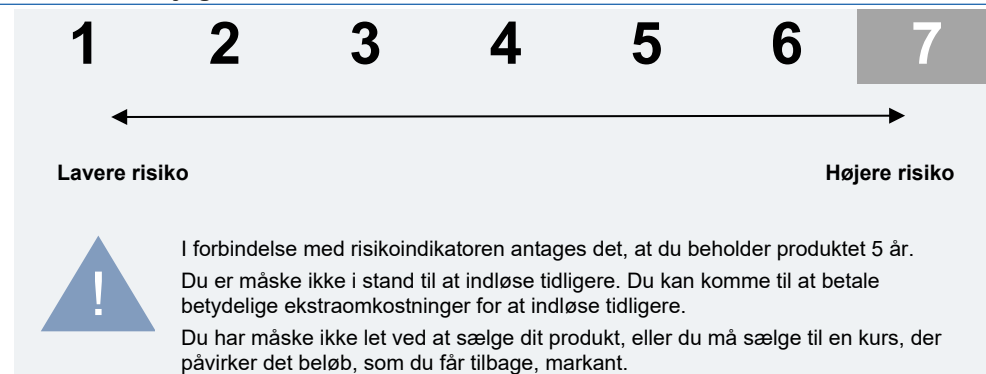 1 2 3 4 5 6 7
Lavere risiko Højere risiko
!
I forbindelse med risikoindikatoren antages det, at du beholder produktet 5 år.
Du er måske ikke i stand til at indløse tidligere. Du kan komme til at betale
betydelige ekstraomkostninger for at indløse tidligere.
Du har måske ikke let ved at sælge dit produkt, eller du må sælge til en kurs, der
påvirker det beløb, som du får tilbage, markant.